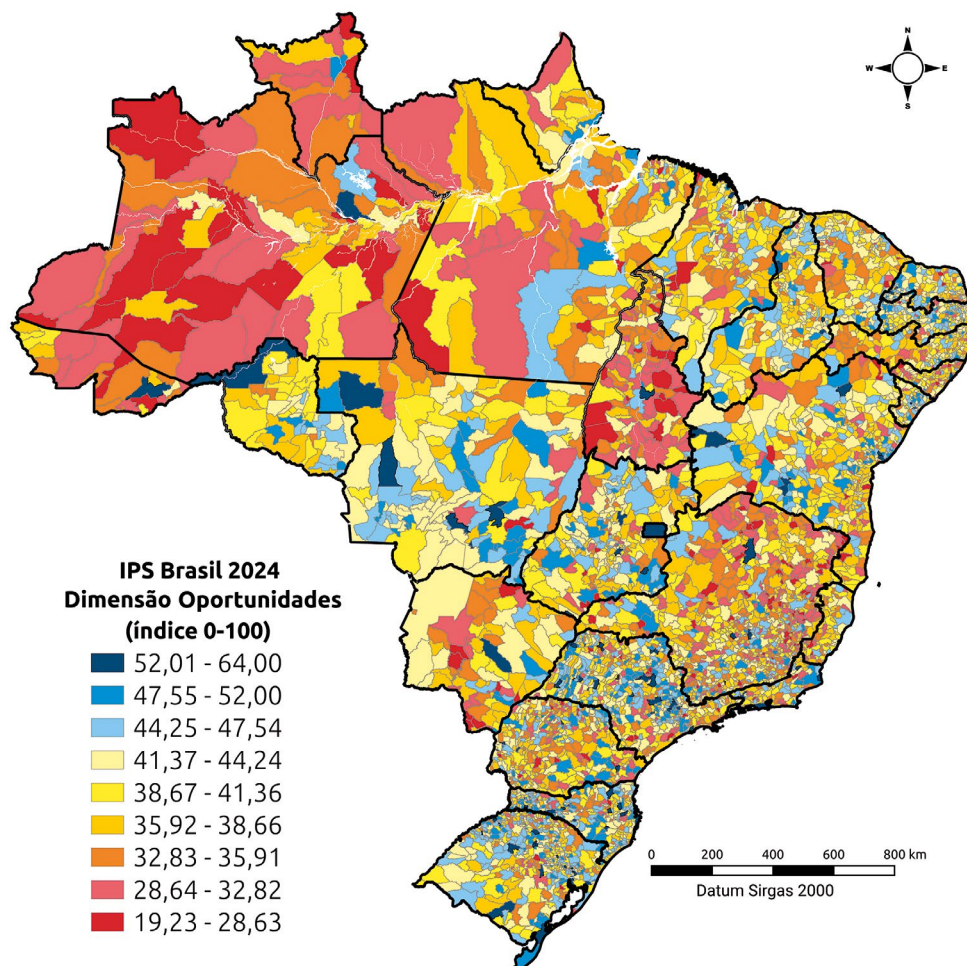 N
W
E
S
IPS Brasil 2024
Dimensão Oportunidades
(índice 0-100)
52,01 - 64,00
47,55 - 52,00
44,25 - 47,54
41,37 - 44,24
38,67 - 41,36
35,92 - 38,66
32,83 - 35,91
28,64 - 32,82
19,23 - 28,63
0 200 400 600 800 km
Datum Sirgas 2000